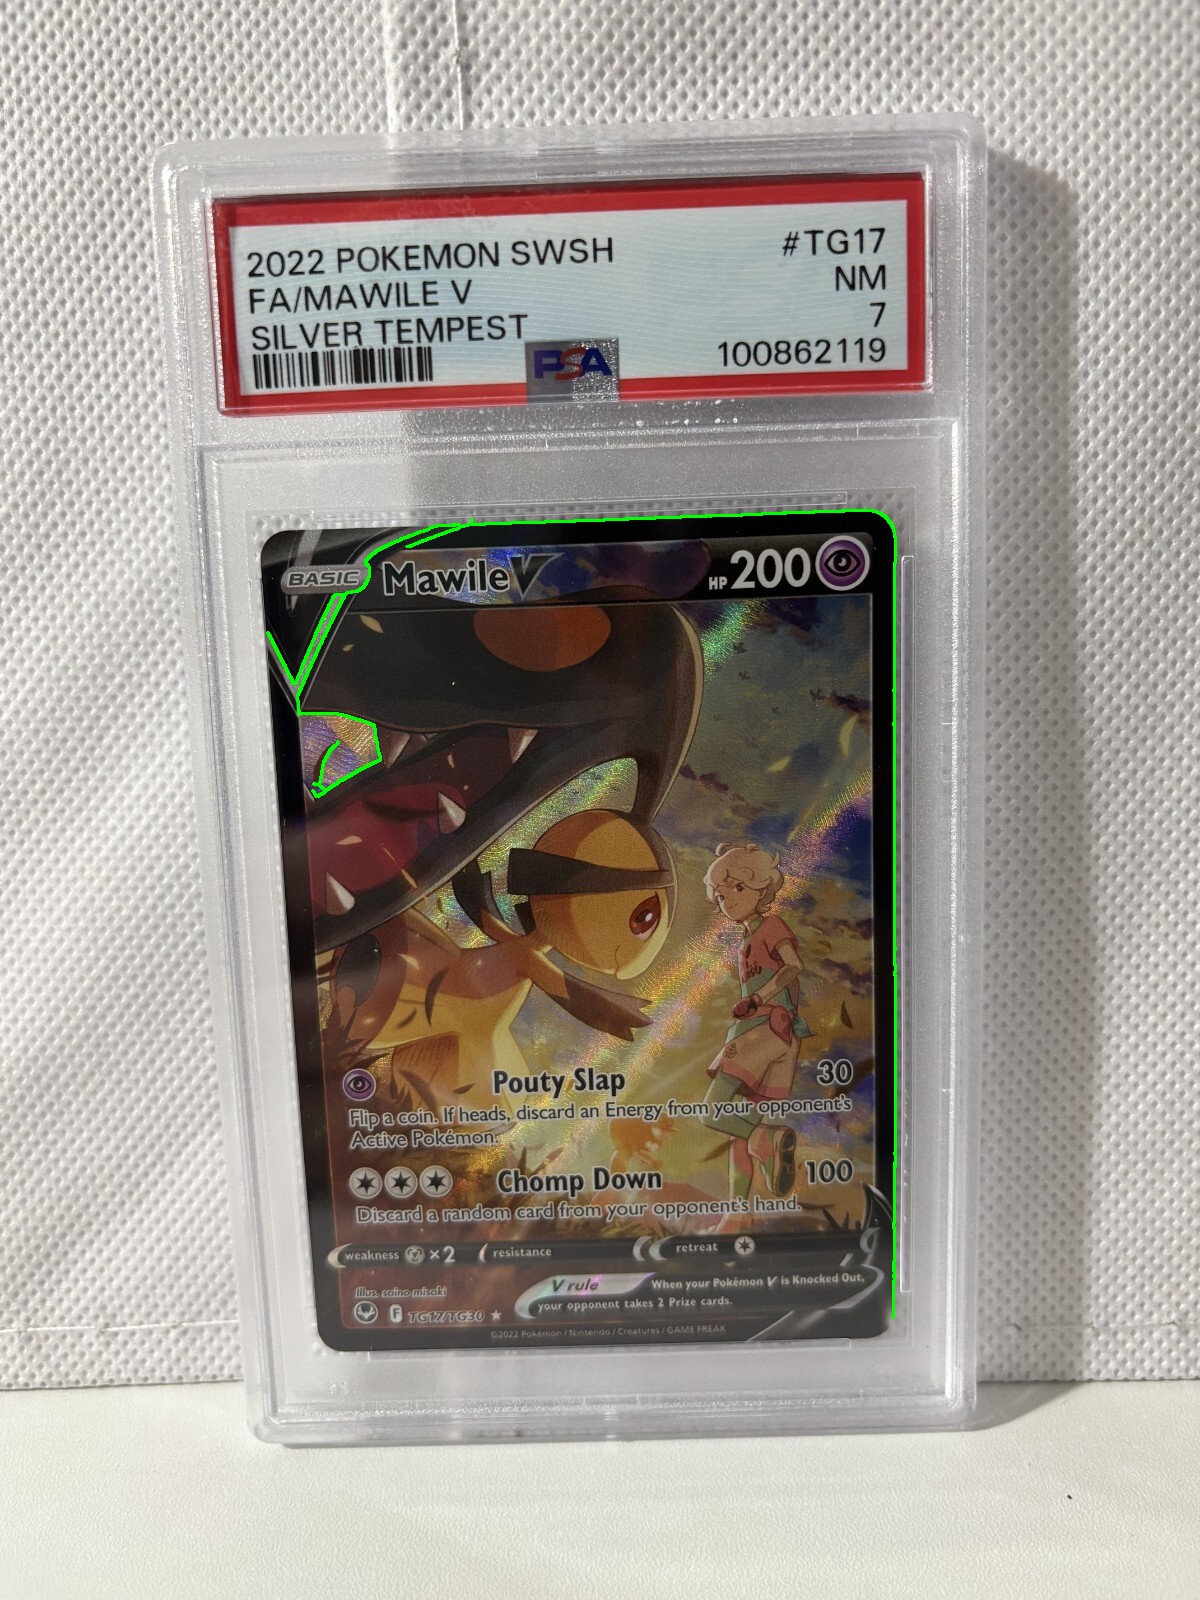 2022 POKEMON SWSH #TG17
FA/MAWILE V NM
SILVER TEMPEST 7
PSA 100862119
BASIC Mawile V HP 200
Pouty Slap 30
Flip a coin. If heads, discard an Energy from your opponent's
Active Pokémon.
Chomp Down 100
Discard a random card from your opponent's hand.
weakness ×2 resistance retreat
Illus. saino misaki
V rule When your Pokémon V is Knocked Out,
your opponent takes 2 Prize cards.
F TG17/TG30 ★
©2022 Pokémon / Nintendo / Creatures / GAME FREAK